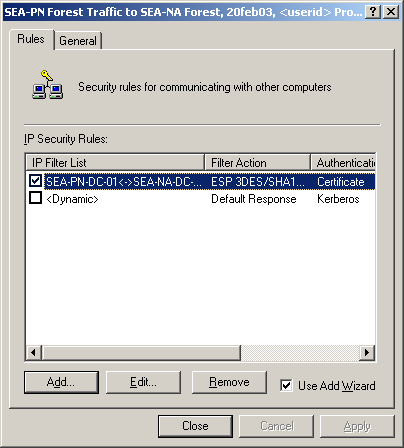 SEA-PN Forest Traffic to SEA-NA Forest, 20feb03, <userid> Pro...
Rules General
Security rules for communicating with other computers
IP Security Rules:
IP Filter List Filter Action Authenticatio
SEA-PN-DC-01<->SEA-NA-DC-... ESP 3DES/SHA1... Certificate
<Dynamic> Default Response Kerberos
Add... Edit... Remove Use Add Wizard
Close Cancel Apply